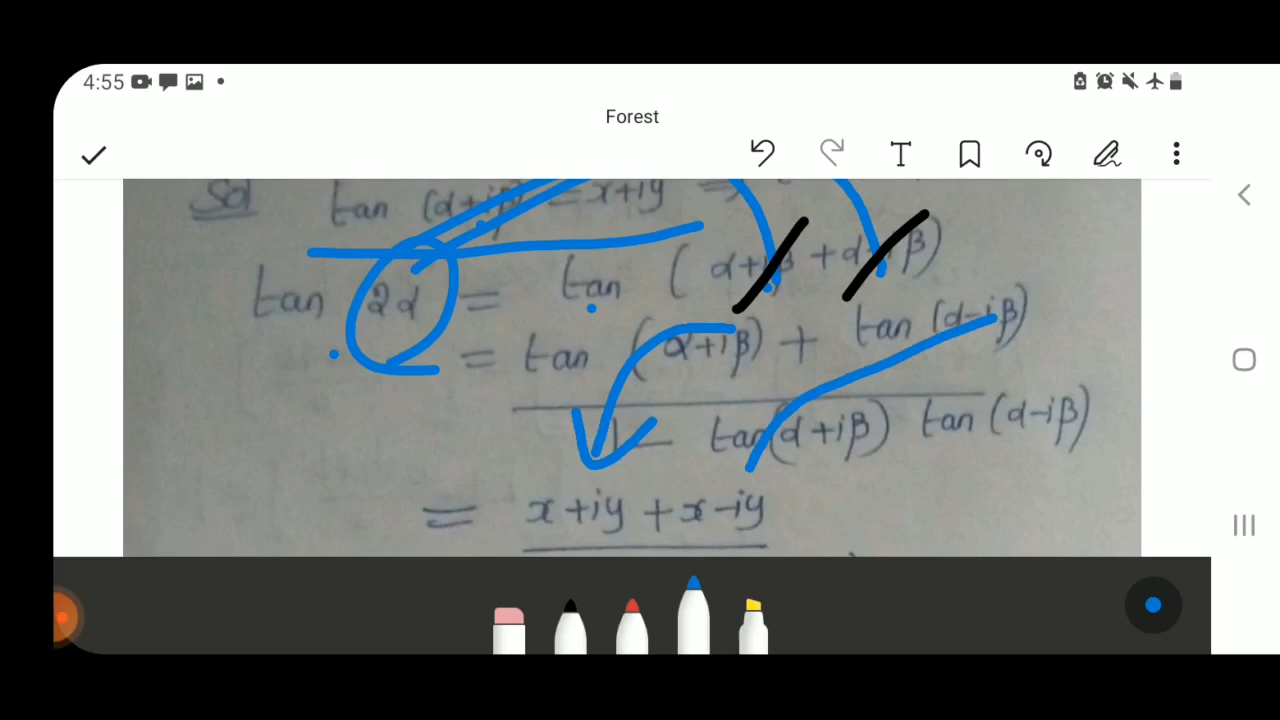 4:55
Forest
T
Sol tan (α+iβ) = x+iy ⇒
tan 2α = tan (α+iβ + α-iβ)
= tan (α+iβ) + tan (α-iβ)
1 - tan(α+iβ) tan (α-iβ)
= x+iy + x-iy